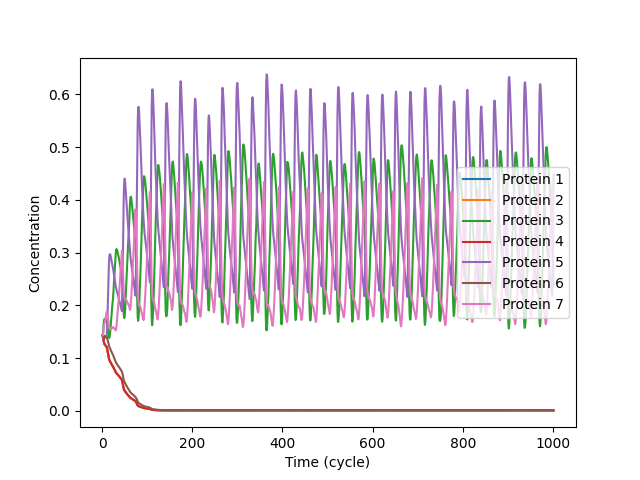 0.6
0.5
0.4
0.3
0.2
0.1
0.0
Concentration
Protein 1
Protein 2
Protein 3
Protein 4
Protein 5
Protein 6
Protein 7
0
200
400
600
800
1000
Time (cycle)